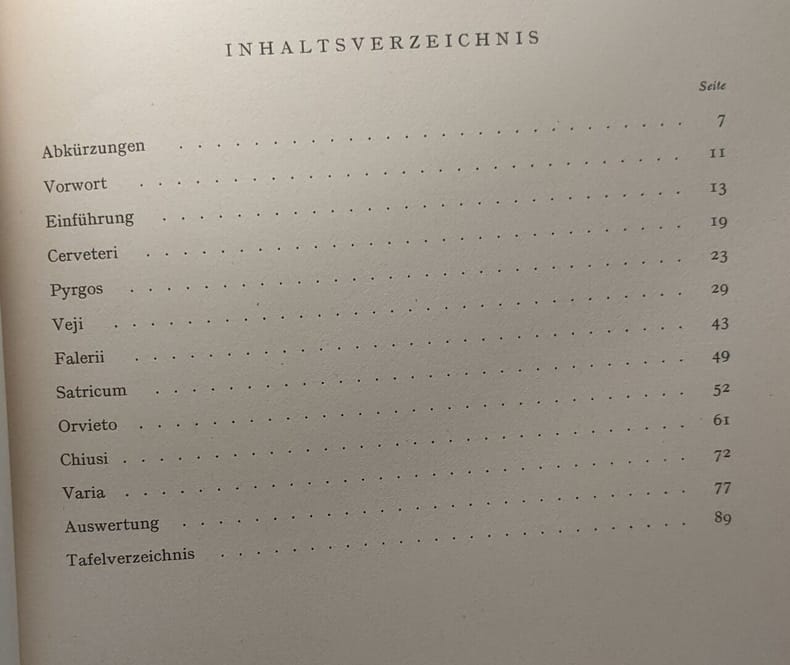 INHALTSVERZEICHNIS
Seite
Abkürzungen . . . . . . . . . . . . . . . . . . 7
Vorwort . . . . . . . . . . . . . . . . . . 11
Einführung . . . . . . . . . . . . . . . . . . 13
Cerveteri . . . . . . . . . . . . . . . . . . 19
Pyrgos . . . . . . . . . . . . . . . . . . 23
Veji . . . . . . . . . . . . . . . . . . 29
Falerii . . . . . . . . . . . . . . . . . . 43
Satricum . . . . . . . . . . . . . . . . . . 49
Orvieto . . . . . . . . . . . . . . . . . . 52
Chiusi . . . . . . . . . . . . . . . . . . 61
Varia . . . . . . . . . . . . . . . . . . 72
Auswertung . . . . . . . . . . . . . . . . . . 77
Tafelverzeichnis . . . . . . . . . . . . . . . . 89